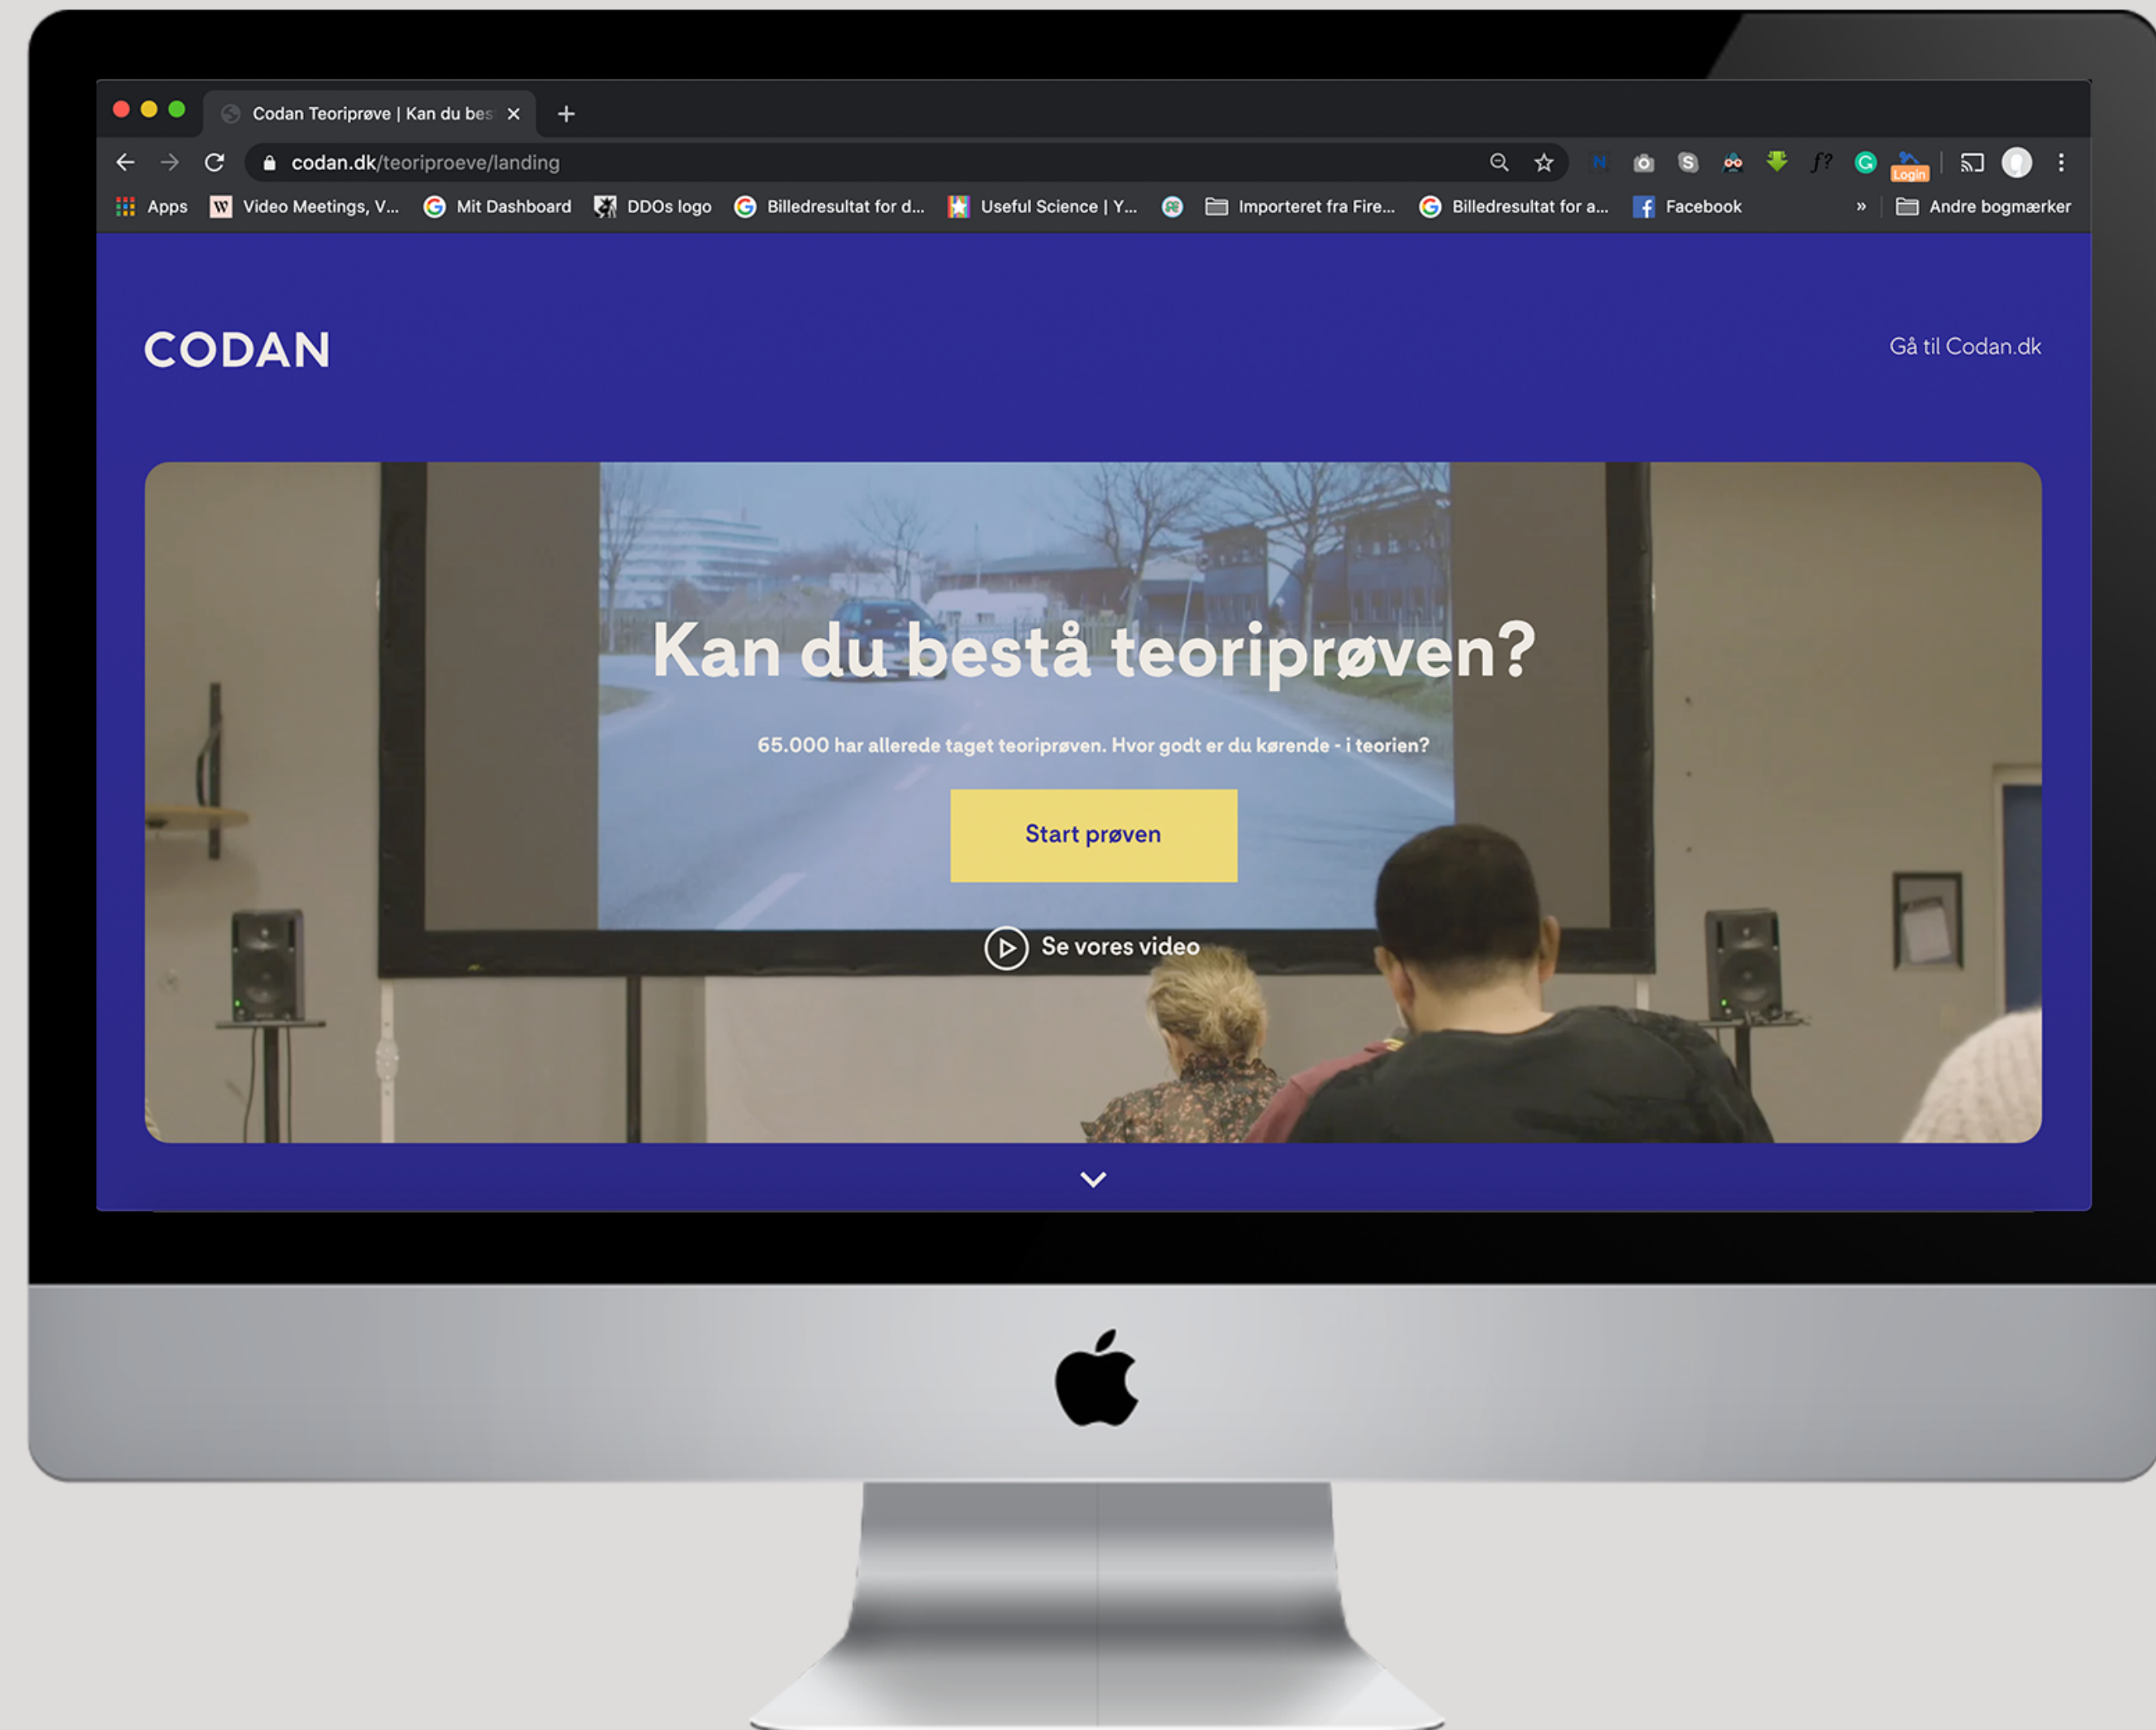 Codan Teoriprøve | Kan du bes
codan.dk/teoriproeve/landing
Login
Apps
Video Meetings, V...
Mit Dashboard
DDOs logo
Billedresultat for d...
Useful Science | Y...
Importeret fra Fire...
Billedresultat for a...
Facebook
»
Andre bogmærker
CODAN
Gå til Codan.dk
Kan du bestå teoriprøven?
65.000 har allerede taget teoriprøven. Hvor godt er du kørende - i teorien?
Start prøven
Se vores video